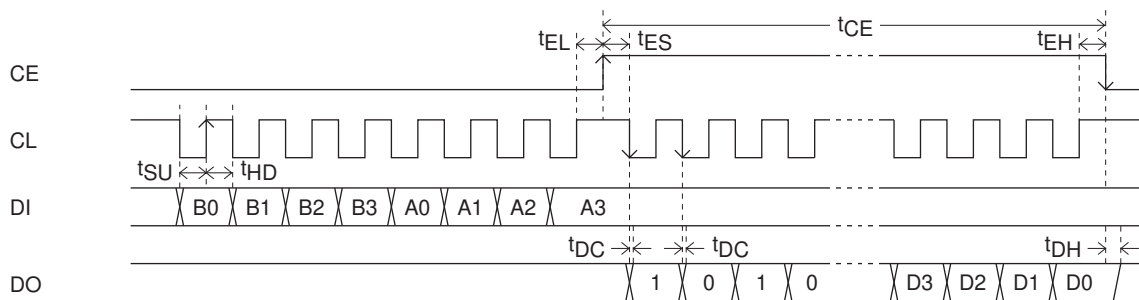 tCE
tEL tES tEH
CE
CL
tSU tHD
DI B0 B1 B2 B3 A0 A1 A2 A3
tDC tDC tDH
DO 1 0 1 0 D3 D2 D1 D0